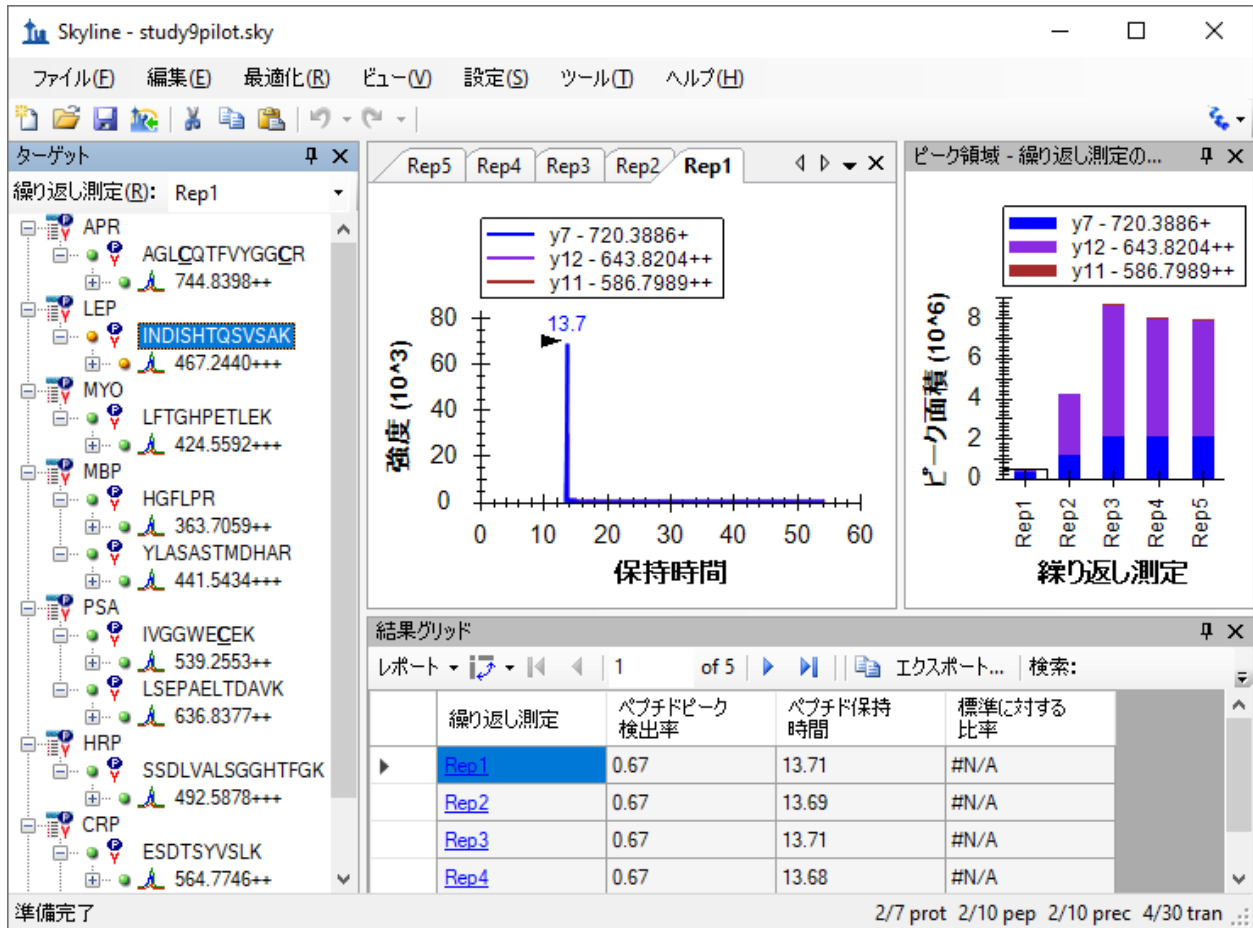 Skyline - study9pilot.sky
ファイル(F) 編集(E) 最適化(R) ビュー(V) 設定(S) ツール(T) ヘルプ(H)
ターゲット
繰り返し測定(R): Rep1
APR
AGLCQTFVYGGCR
744.8398++
LEP
INDISHTQSVSAK
467.2440+++
MYO
LFTGHPETLEK
424.5592+++
MBP
HGFLPR
363.7059++
YLASASTMDHAR
441.5434+++
PSA
IVGGWECEK
539.2553++
LSEPAELTDAVK
636.8377++
HRP
SSDLVALSGGHTFGK
492.5878+++
CRP
ESDTSYVSLK
564.7746++
Rep5 Rep4 Rep3 Rep2 Rep1
y7 - 720.3886+
y12 - 643.8204++
y11 - 586.7989++
13.7
強度 (10^3)
80
60
40
20
0
0 10 20 30 40 50 60
保持時間
ピーク領域 - 繰り返し測定の...
y7 - 720.3886+
y12 - 643.8204++
y11 - 586.7989++
ピーク面積 (10^6)
8
6
4
2
0
Rep1 Rep2 Rep3 Rep4 Rep5
繰り返し測定
結果グリッド
レポート 1 of 5 エクスポート... 検索:
繰り返し測定 ペプチドピーク検出率 ペプチド保持時間 標準に対する比率
Rep1 0.67 13.71 #N/A
Rep2 0.67 13.69 #N/A
Rep3 0.67 13.71 #N/A
Rep4 0.67 13.68 #N/A
準備完了
2/7 prot 2/10 pep 2/10 prec 4/30 tran